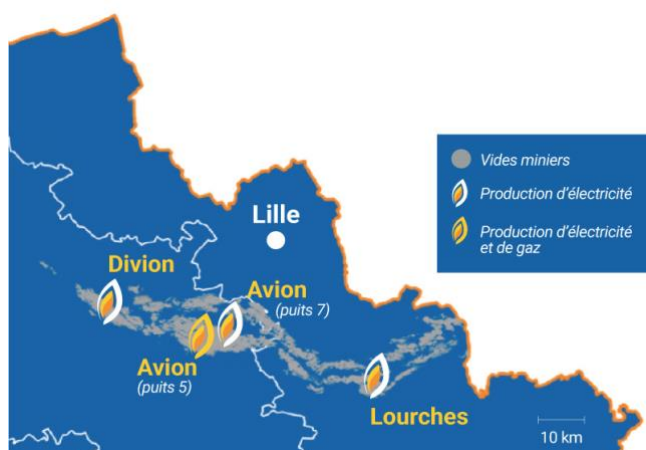 Vides miniers
Production d'électricité
Production d'électricité
et de gaz
Lille
Divion
Avion
(puits 7)
Avion
(puits 5)
Lourches
10 km